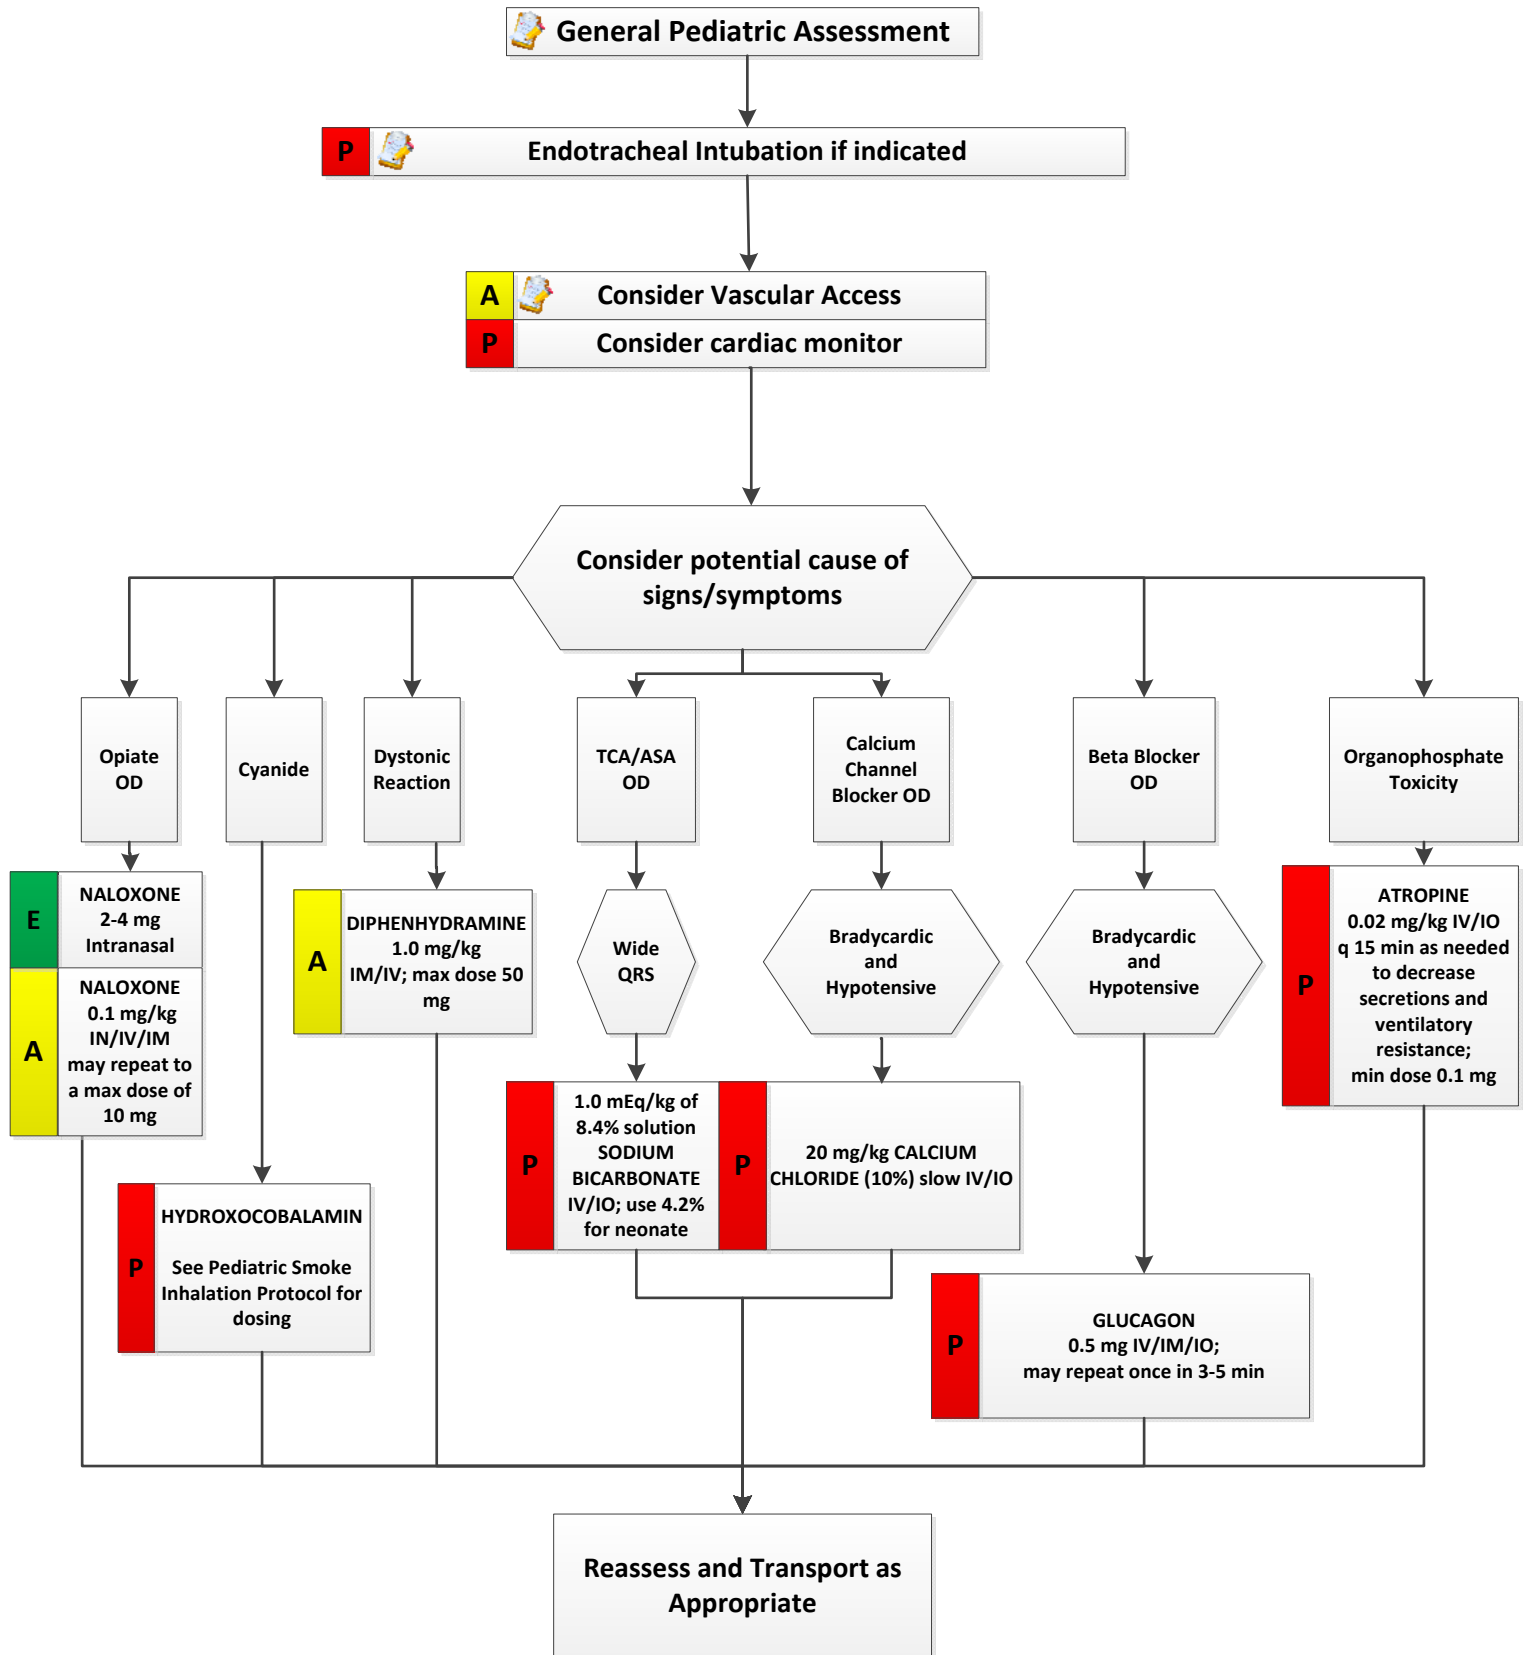 General Pediatric Assessment
P
Endotracheal Intubation if indicated
A
Consider Vascular Access
P
Consider cardiac monitor
Consider potential cause of
signs/symptoms
Opiate
OD
Cyanide
Dystonic
Reaction
TCA/ASA
OD
Calcium
Channel
Blocker OD
Beta Blocker
OD
Organophosphate
Toxicity
E
NALOXONE
2-4 mg
Intranasal
A
NALOXONE
0.1 mg/kg
IN/IV/IM
may repeat to
a max dose of
10 mg
P
HYDROXOCOBALAMIN
See Pediatric Smoke
Inhalation Protocol for
dosing
A
DIPHENHYDRAMINE
1.0 mg/kg
IM/IV; max dose 50
mg
Wide
QRS
P
1.0 mEq/kg of
8.4% solution
SODIUM
BICARBONATE
IV/IO; use 4.2%
for neonate
Bradycardic
and
Hypotensive
P
20 mg/kg CALCIUM
CHLORIDE (10%) slow IV/IO
Bradycardic
and
Hypotensive
P
GLUCAGON
0.5 mg IV/IM/IO;
may repeat once in 3-5 min
P
ATROPINE
0.02 mg/kg IV/IO
q 15 min as needed
to decrease
secretions and
ventilatory
resistance;
min dose 0.1 mg
Reassess and Transport as
Appropriate